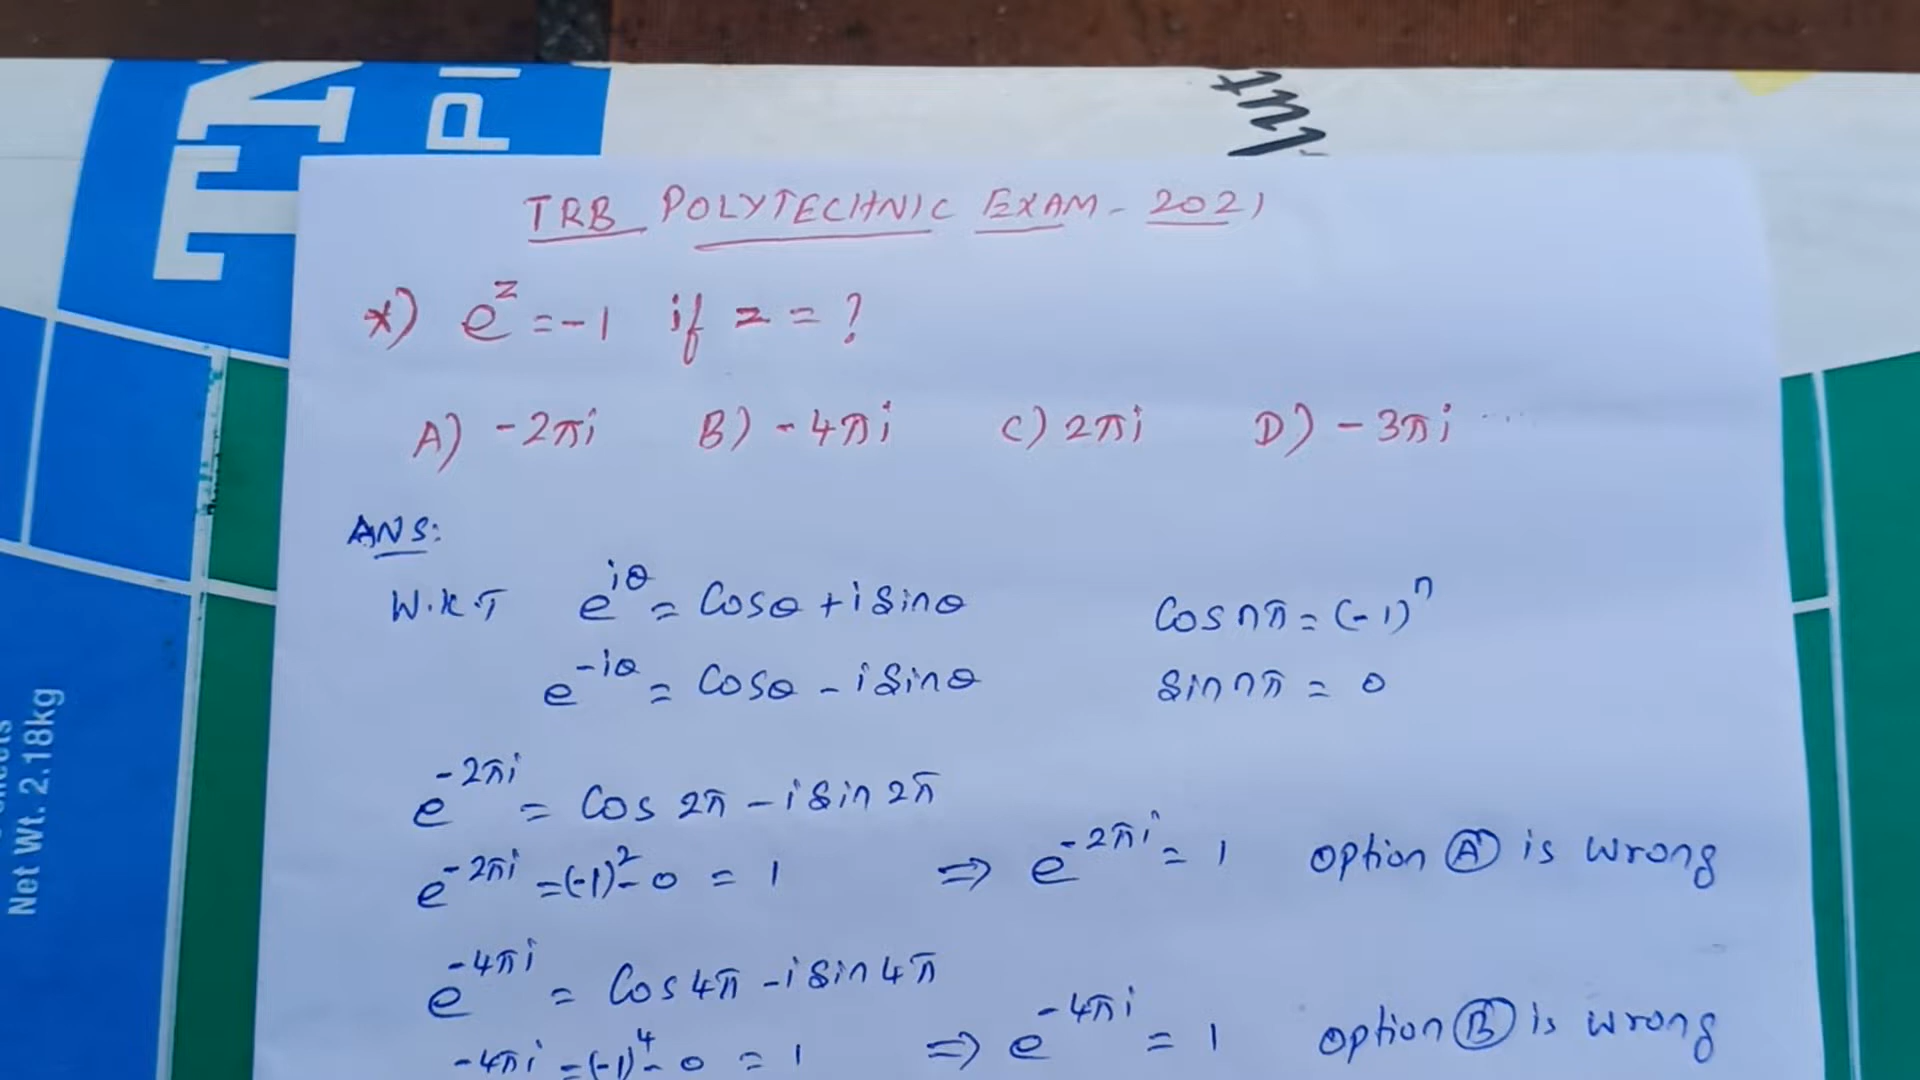 TRB POLYTECHNIC EXAM - 2021
*) e^z = -1 if z = ?
A) -2πi B) -4πi C) 2πi D) -3πi
ANS:
W.K.T e^iθ = Cosθ + i Sinθ Cos nπ = (-1)^n
e^-iθ = Cosθ - i Sinθ Sin nπ = 0
e^-2πi = Cos 2π - i Sin 2π
e^-2πi = (-1)^2 - 0 = 1 ⇒ e^-2πi = 1 option Ⓐ is wrong
e^-4πi = Cos 4π - i Sin 4π
-4πi = (-1)^4 - 0 = 1 ⇒ e^-4πi = 1 option Ⓑ is wrong
Net Wt. 2.18kg